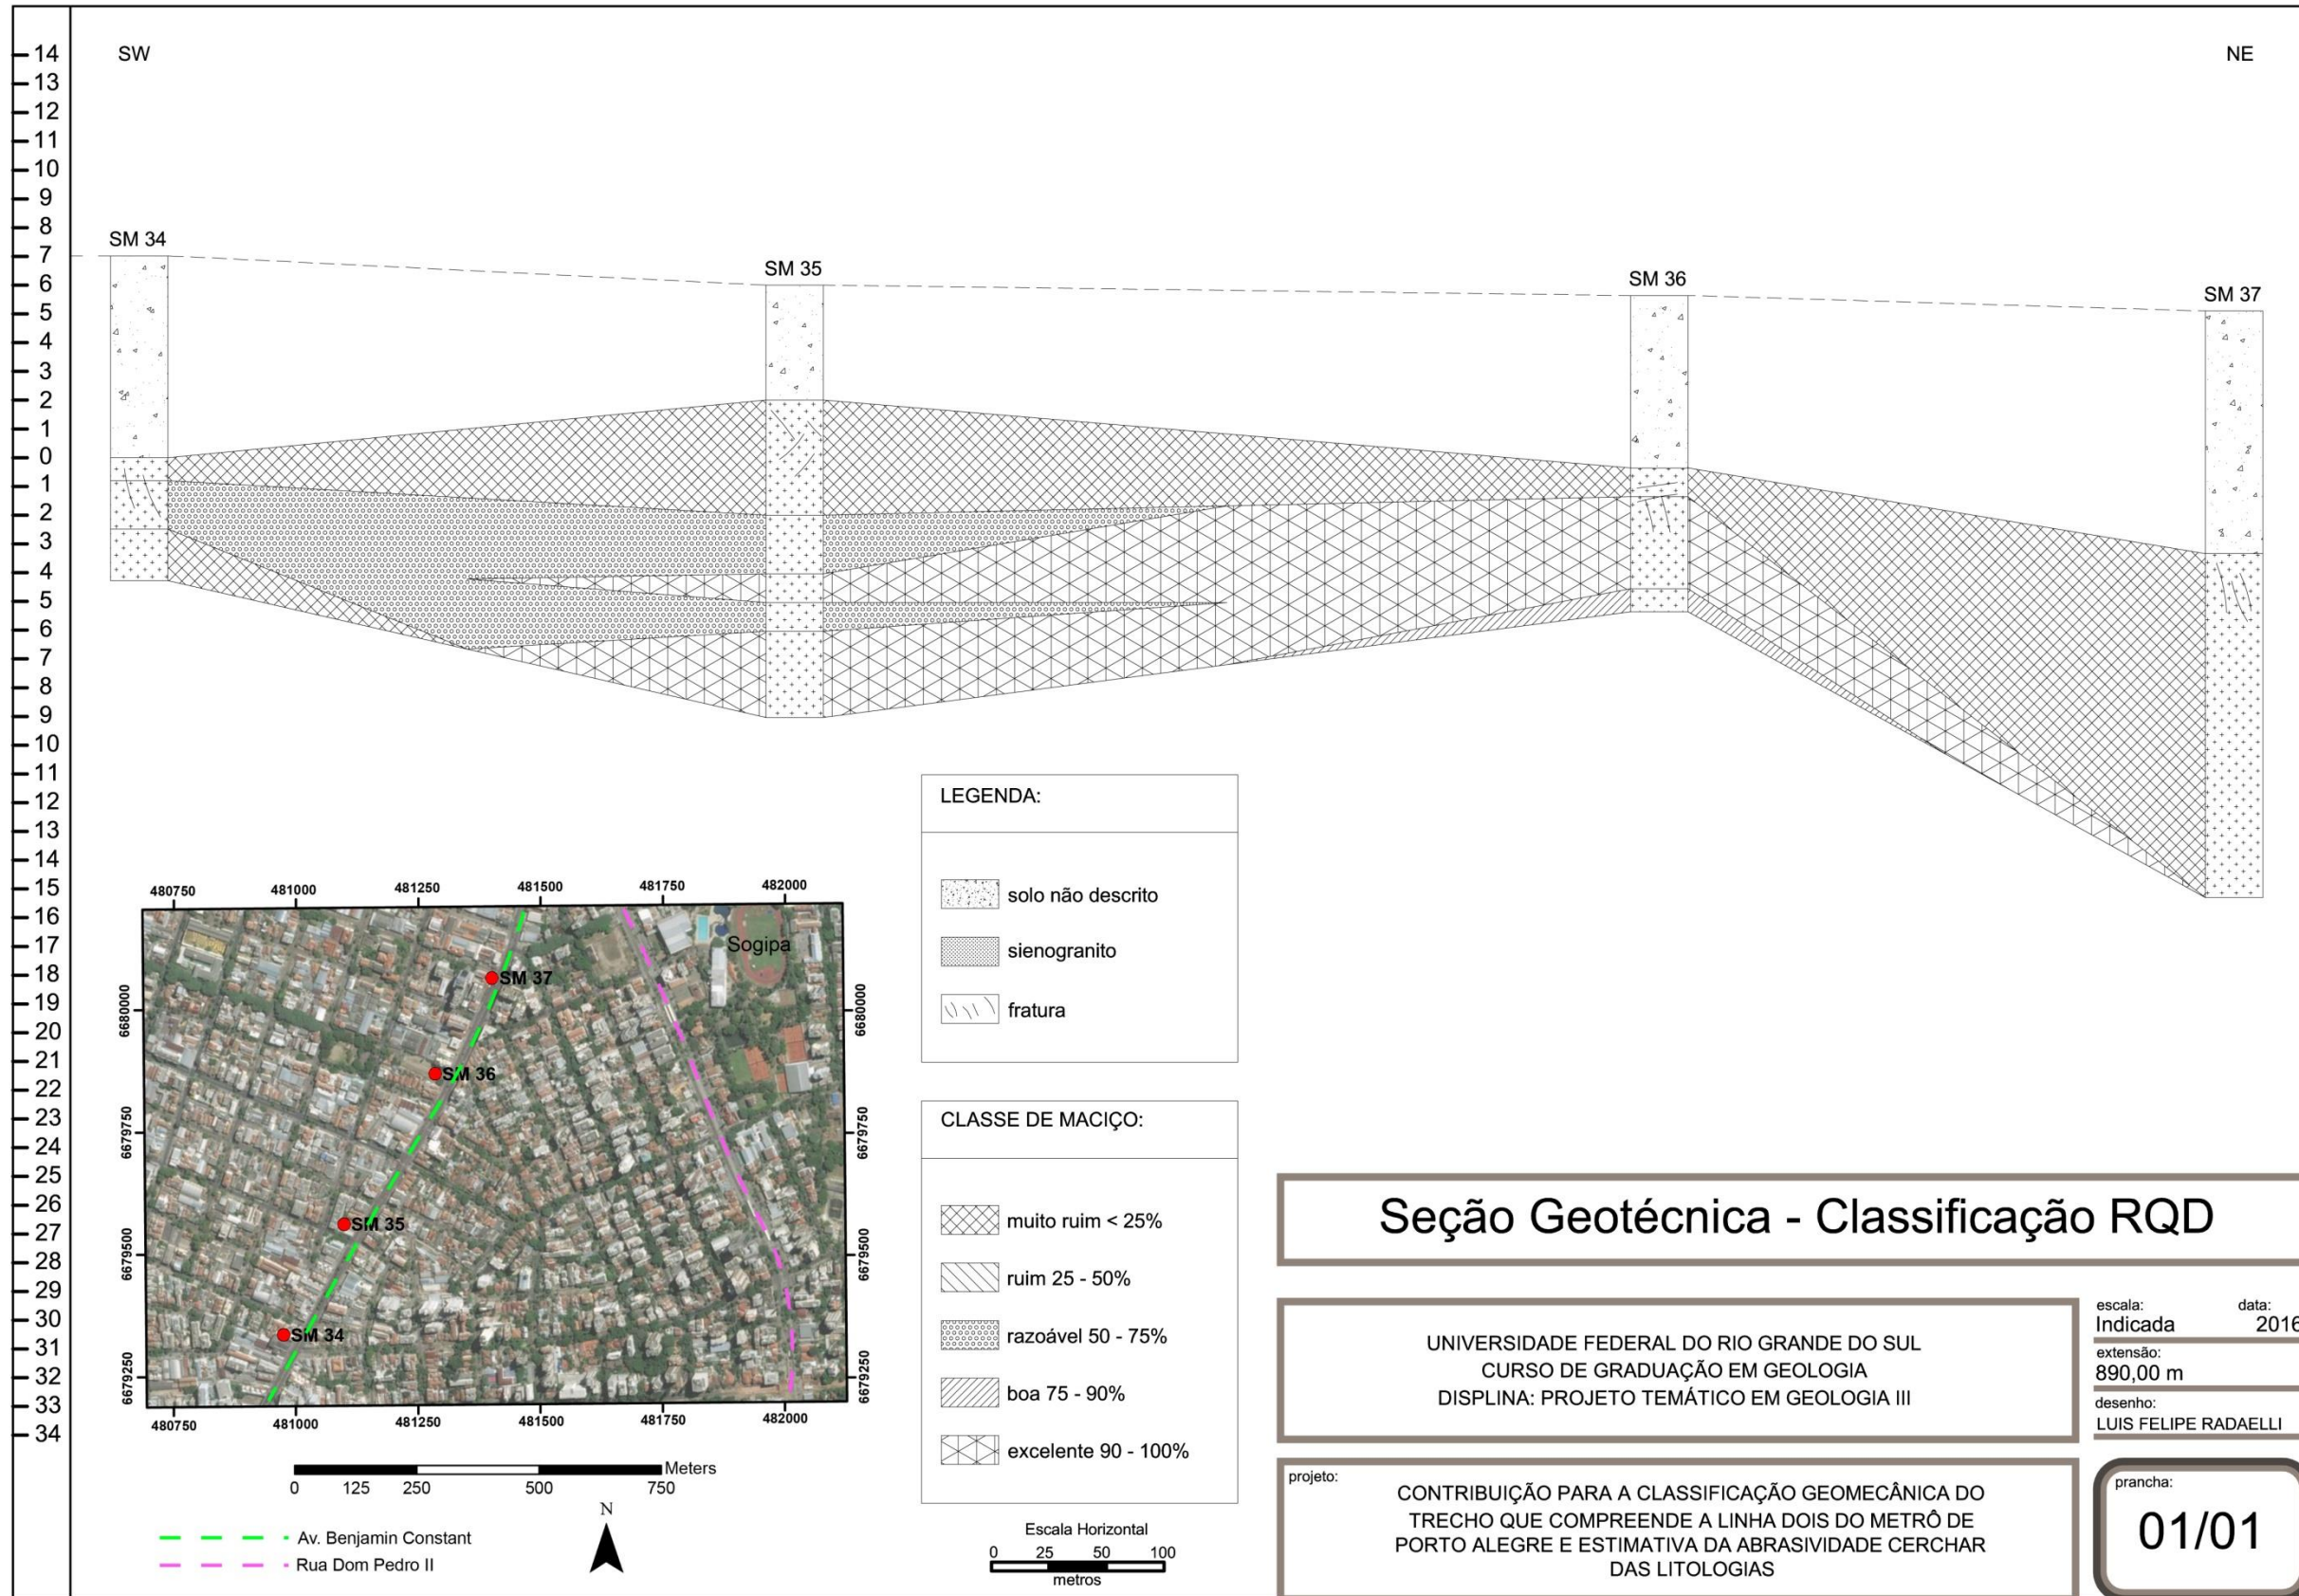 14
13
12
11
10
9
8
7
6
5
4
3
2
1
0
1
2
3
4
5
6
7
8
9
10
11
12
13
14
15
16
17
18
19
20
21
22
23
24
25
26
27
28
29
30
31
32
33
34
SW
NE
SM 34
SM 35
SM 36
SM 37
480750 481000 481250 481500 481750 482000
6680000
6679750
6679500
6679250
Sogipa
SM 37
SM 36
SM 35
SM 34
6680000
6679750
6679500
6679250
480750 481000 481250 481500 481750 482000
Meters
0 125 250 500 750
N
Av. Benjamin Constant
Rua Dom Pedro II
LEGENDA:
solo não descrito
sienogranito
fratura
CLASSE DE MACIÇO:
muito ruim < 25%
ruim 25 - 50%
razoável 50 - 75%
boa 75 - 90%
excelente 90 - 100%
Escala Horizontal
0 25 50 100
metros
Seção Geotécnica - Classificação RQD
UNIVERSIDADE FEDERAL DO RIO GRANDE DO SUL
CURSO DE GRADUAÇÃO EM GEOLOGIA
DISPLINA: PROJETO TEMÁTICO EM GEOLOGIA III
escala:
Indicada
data:
2016
extensão:
890,00 m
desenho:
LUIS FELIPE RADAELLI
projeto:
CONTRIBUIÇÃO PARA A CLASSIFICAÇÃO GEOMECÂNICA DO
TRECHO QUE COMPREENDE A LINHA DOIS DO METRÔ DE
PORTO ALEGRE E ESTIMATIVA DA ABRASIVIDADE CERCHAR
DAS LITOLOGIAS
prancha:
01/01